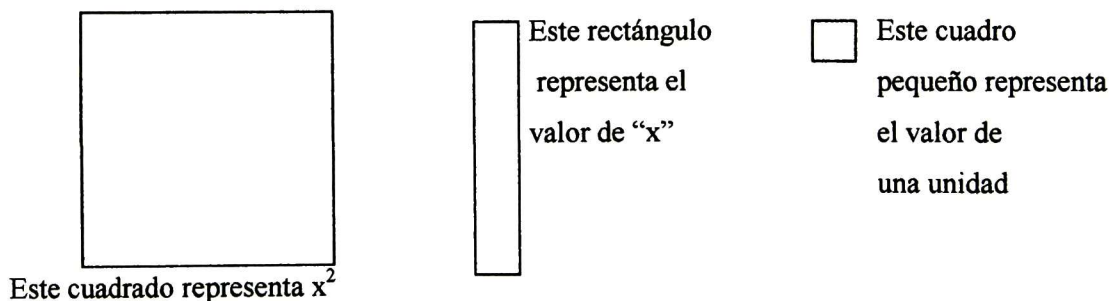 Este cuadrado representa x²
Este rectángulo
representa el
valor de “x”
Este cuadro
pequeño representa
el valor de
una unidad